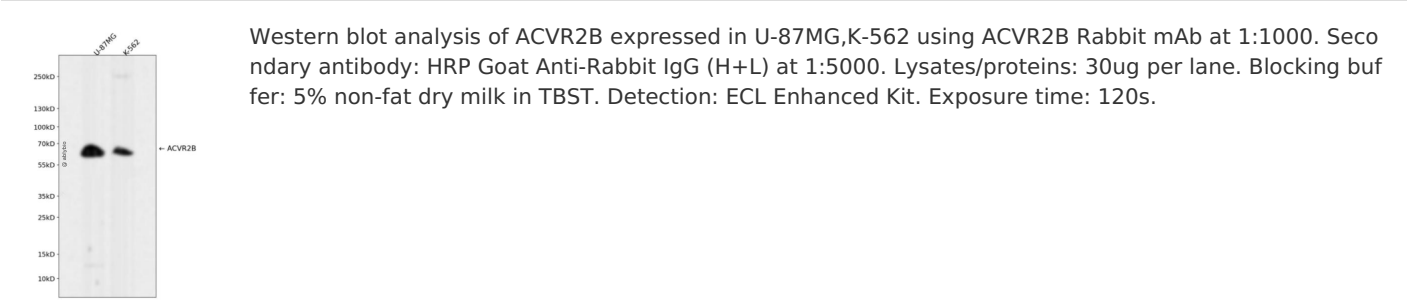 U-87MG
K-562
250kD
130kD
100kD
70kD
55kD
35kD
25kD
15kD
10kD
← ACVR2B
Western blot analysis of ACVR2B expressed in U-87MG,K-562 using ACVR2B Rabbit mAb at 1:1000. Seco
ndary antibody: HRP Goat Anti-Rabbit IgG (H+L) at 1:5000. Lysates/proteins: 30ug per lane. Blocking buf
fer: 5% non-fat dry milk in TBST. Detection: ECL Enhanced Kit. Exposure time: 120s.